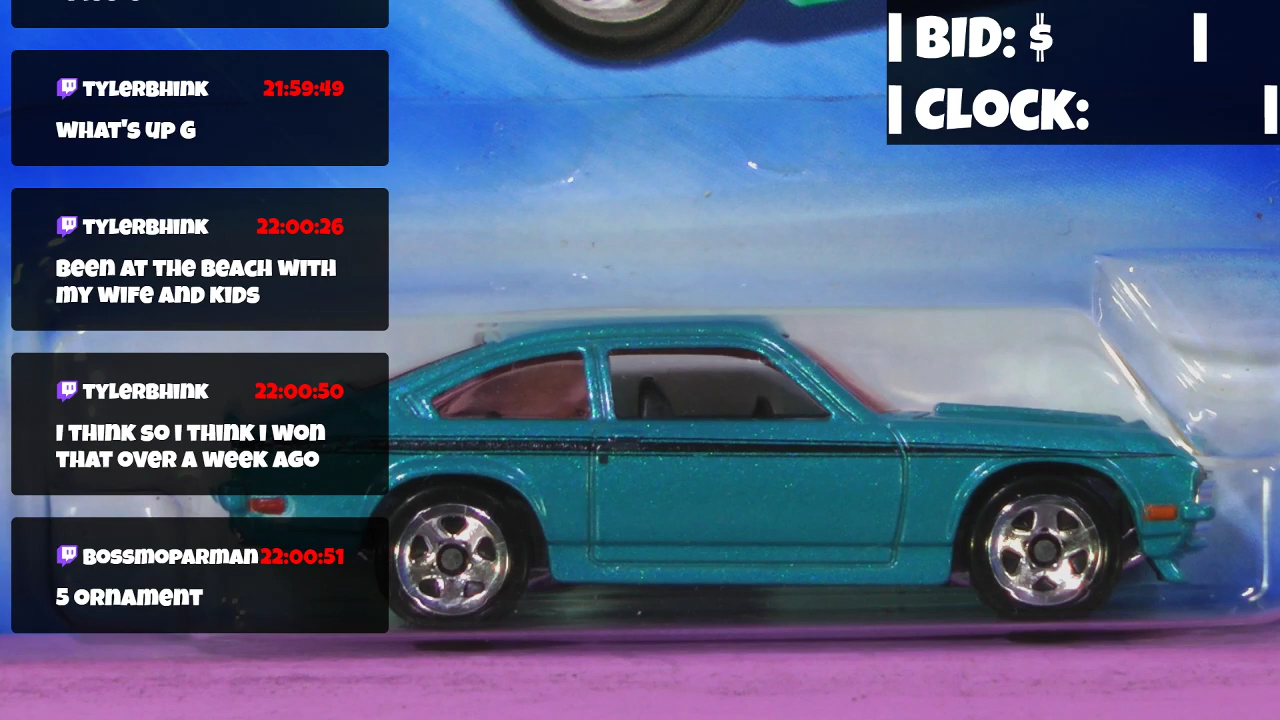 TYLERBHINK 21:59:49
WHAT'S UP G
TYLERBHINK 22:00:26
BEEN AT THE BEACH WITH
MY WIFE AND KIDS
TYLERBHINK 22:00:50
I THINK SO I THINK I WON
THAT OVER A WEEK AGO
BOSSMOPARMAN 22:00:51
5 ORNAMENT
| BID: $ |
| CLOCK: |